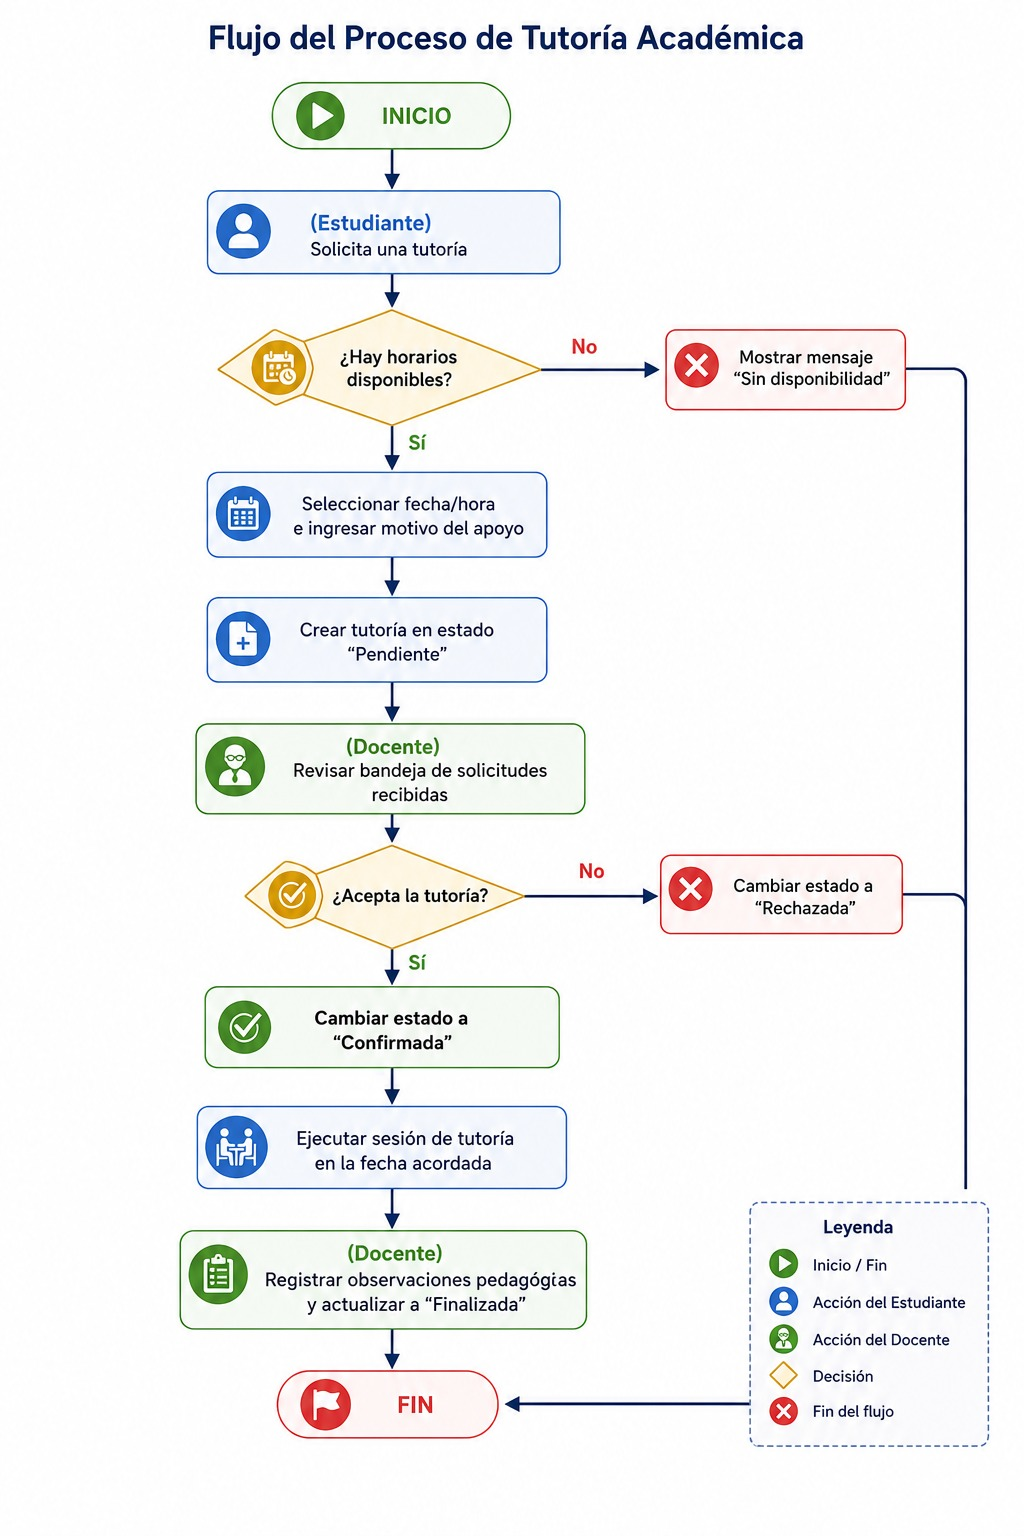 Flujo del Proceso de Tutoría Académica
INICIO
(Estudiante)
Solicita una tutoría
¿Hay horarios
disponibles?
No
Mostrar mensaje
“Sin disponibilidad”
Sí
Seleccionar fecha/hora
e ingresar motivo del apoyo
Crear tutoría en estado
“Pendiente”
(Docente)
Revisar bandeja de solicitudes
recibidas
¿Acepta la tutoría?
No
Cambiar estado a
“Rechazada”
Sí
Cambiar estado a
“Confirmada”
Ejecutar sesión de tutoría
en la fecha acordada
(Docente)
Registrar observaciones pedagógicas
y actualizar a “Finalizada”
FIN
Leyenda
Inicio / Fin
Acción del Estudiante
Acción del Docente
Decisión
Fin del flujo